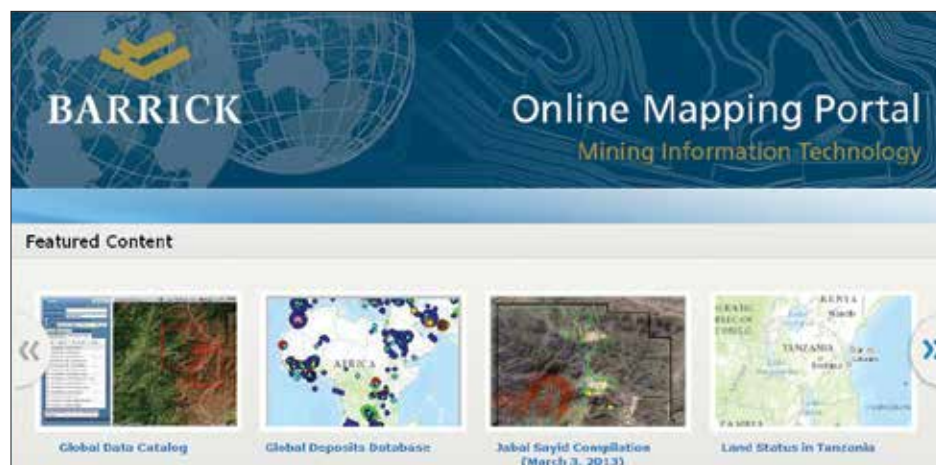 BARRICK
Online Mapping Portal
Mining Information Technology
Featured Content
«
»
AFRICA
KENYA
TANZANIA
Global Data Catalog
Global Deposits Database
Jabal Sayid Compilation
(March 3, 2013)
Land Status in Tanzania